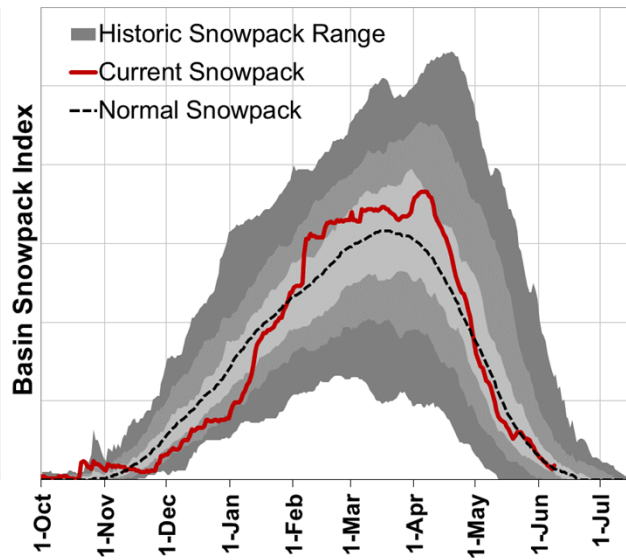 Historic Snowpack Range
Current Snowpack
Normal Snowpack
Basin Snowpack Index
1-Oct
1-Nov
1-Dec
1-Jan
1-Feb
1-Mar
1-Apr
1-May
1-Jun
1-Jul